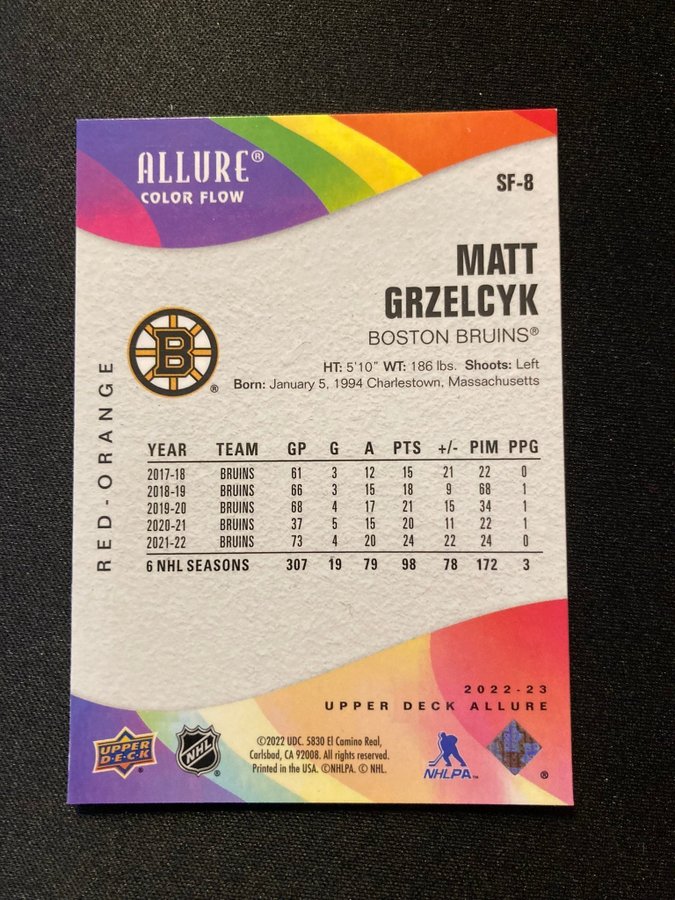 ALLURE®
COLOR FLOW
SF-8
MATT
GRZELCYK
BOSTON BRUINS®
B
®
HT: 5'10" WT: 186 lbs. Shoots: Left
Born: January 5, 1994 Charlestown, Massachusetts
RED-ORANGE
YEAR TEAM GP G A PTS +/- PIM PPG
2017-18 BRUINS 61 3 12 15 21 22 0
2018-19 BRUINS 66 3 15 18 9 68 1
2019-20 BRUINS 68 4 17 21 15 34 1
2020-21 BRUINS 37 5 15 20 11 22 1
2021-22 BRUINS 73 4 20 24 22 24 0
6 NHL SEASONS 307 19 79 98 78 172 3
2022-23
UPPER DECK ALLURE
UPPER
D·E·C·K
®
NHL
®
©2022 UDC. 5830 El Camino Real,
Carlsbad, CA 92008. All rights reserved.
Printed in the USA. ©NHLPA. © NHL.
NHLPA™
®